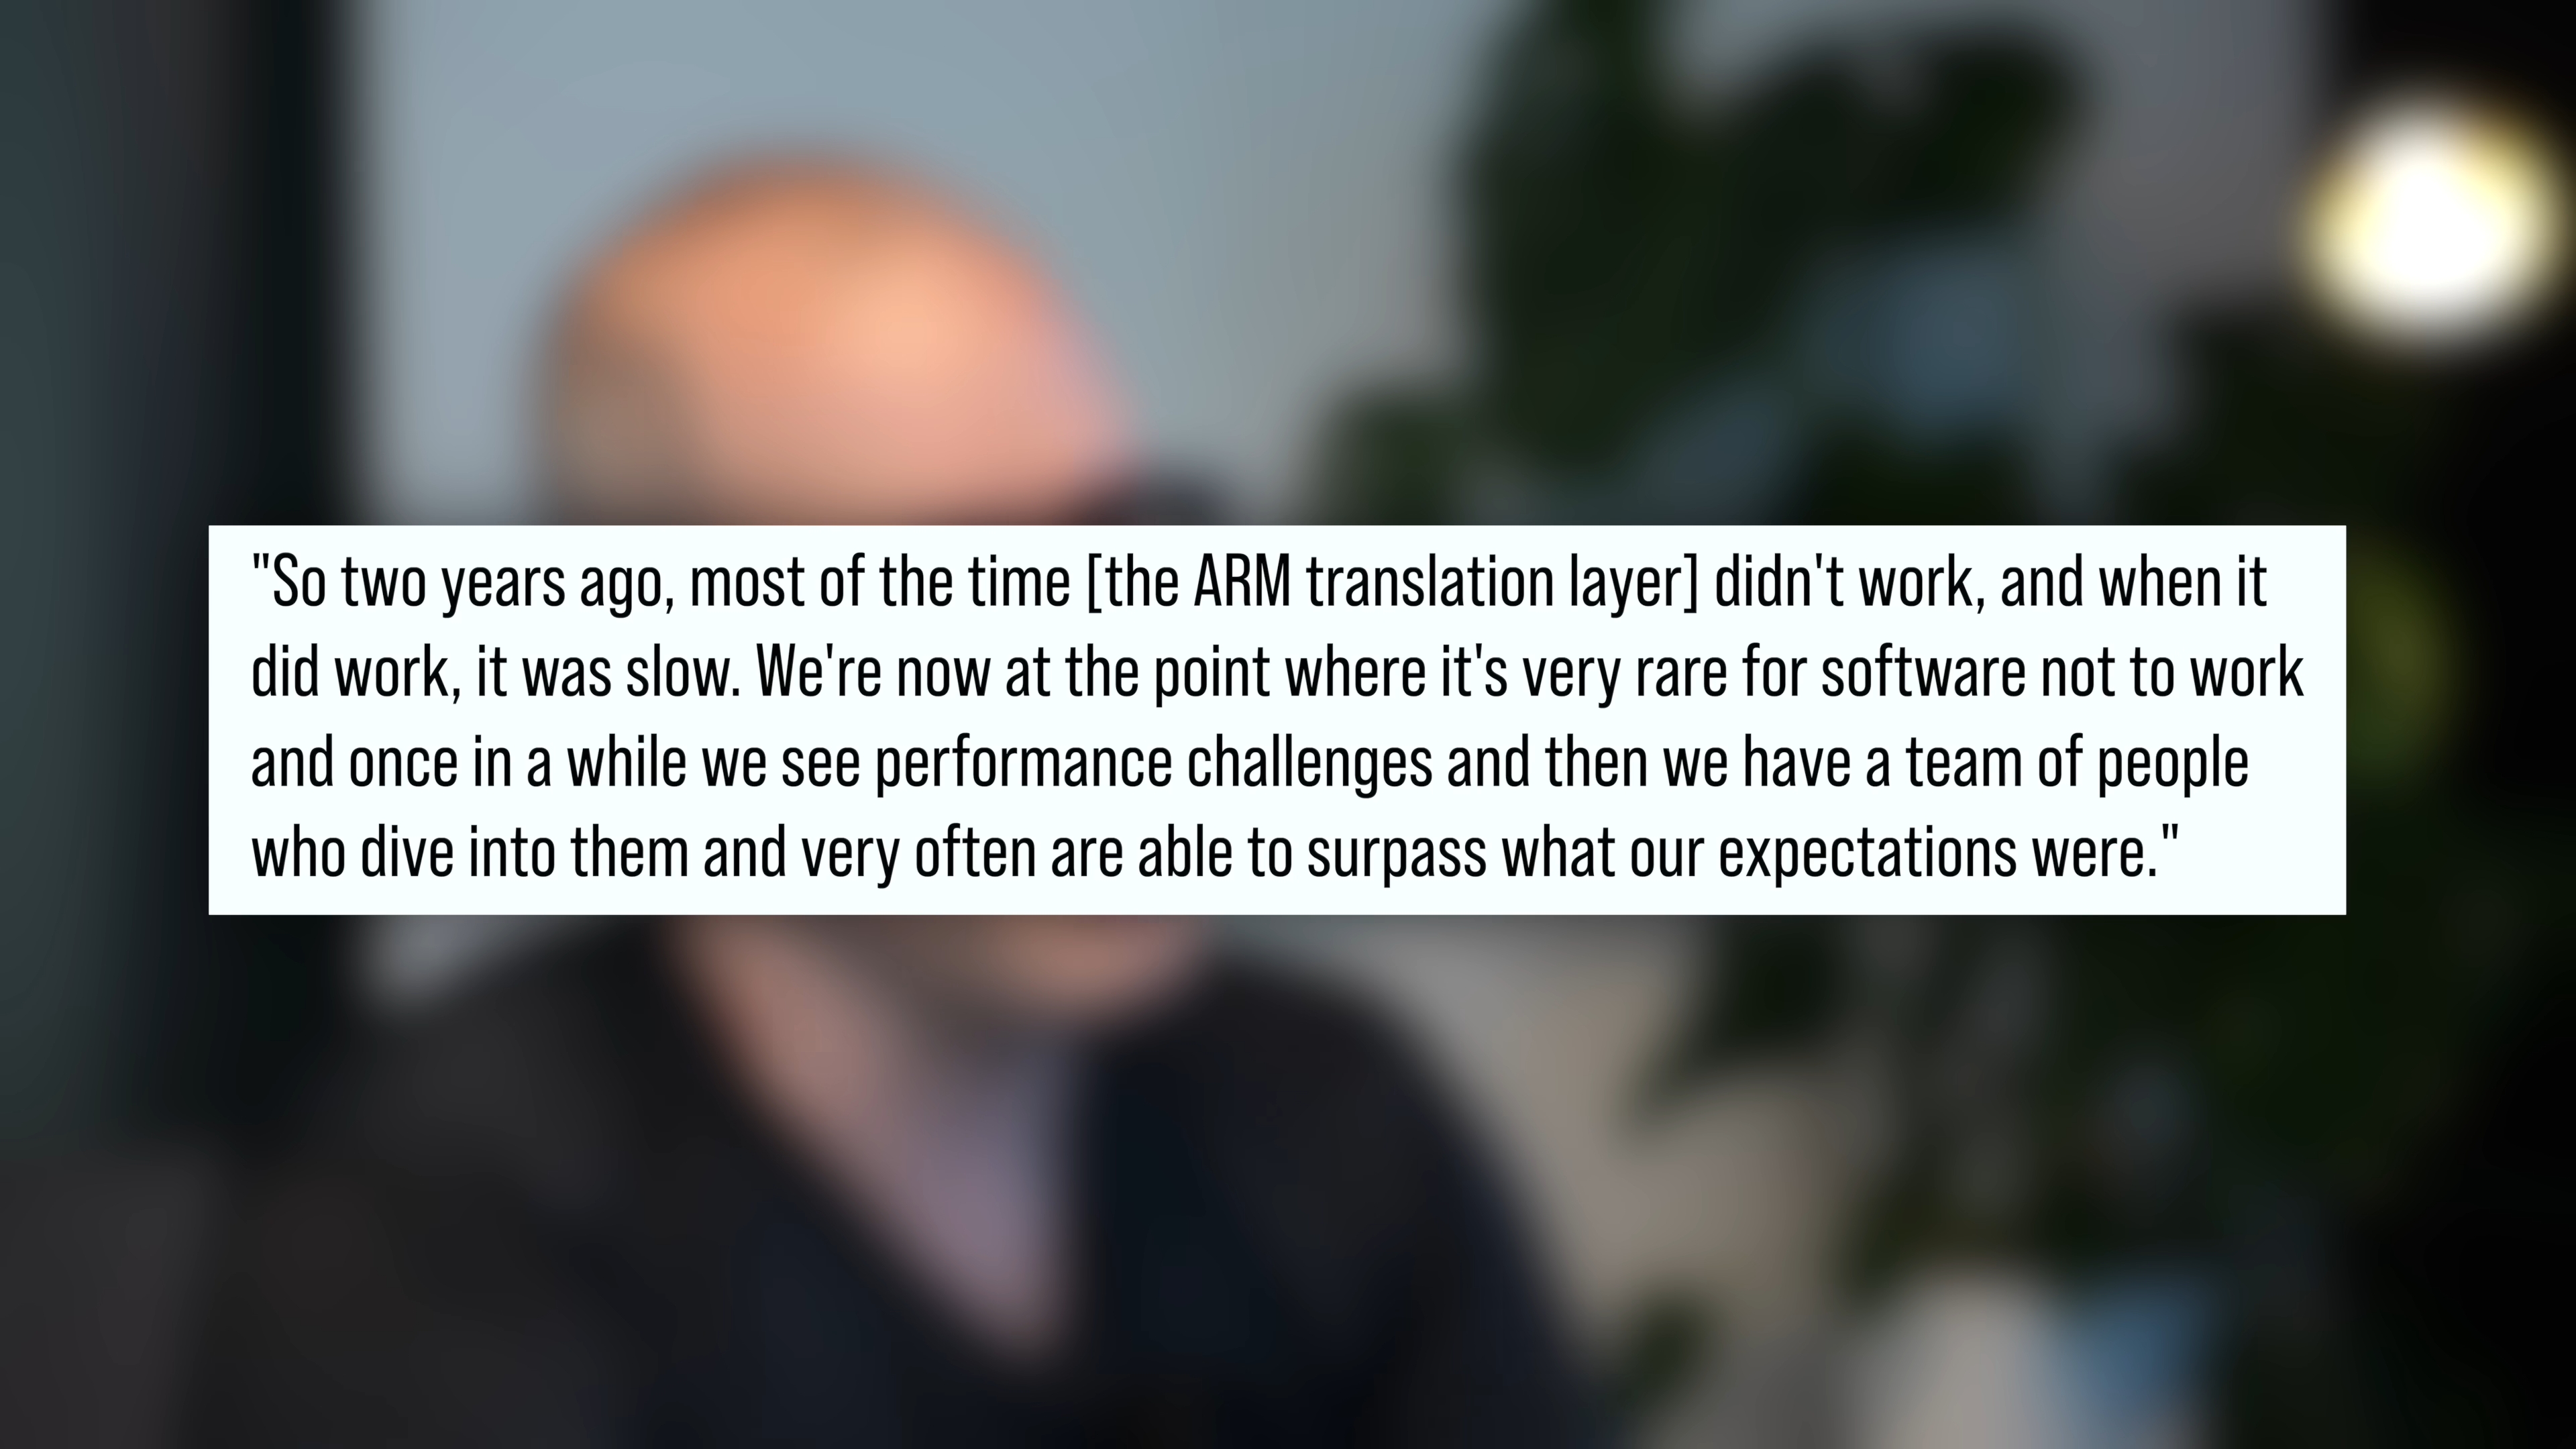 "So two years ago, most of the time [the ARM translation layer] didn't work, and when it
did work, it was slow. We're now at the point where it's very rare for software not to work
and once in a while we see performance challenges and then we have a team of people
who dive into them and very often are able to surpass what our expectations were."